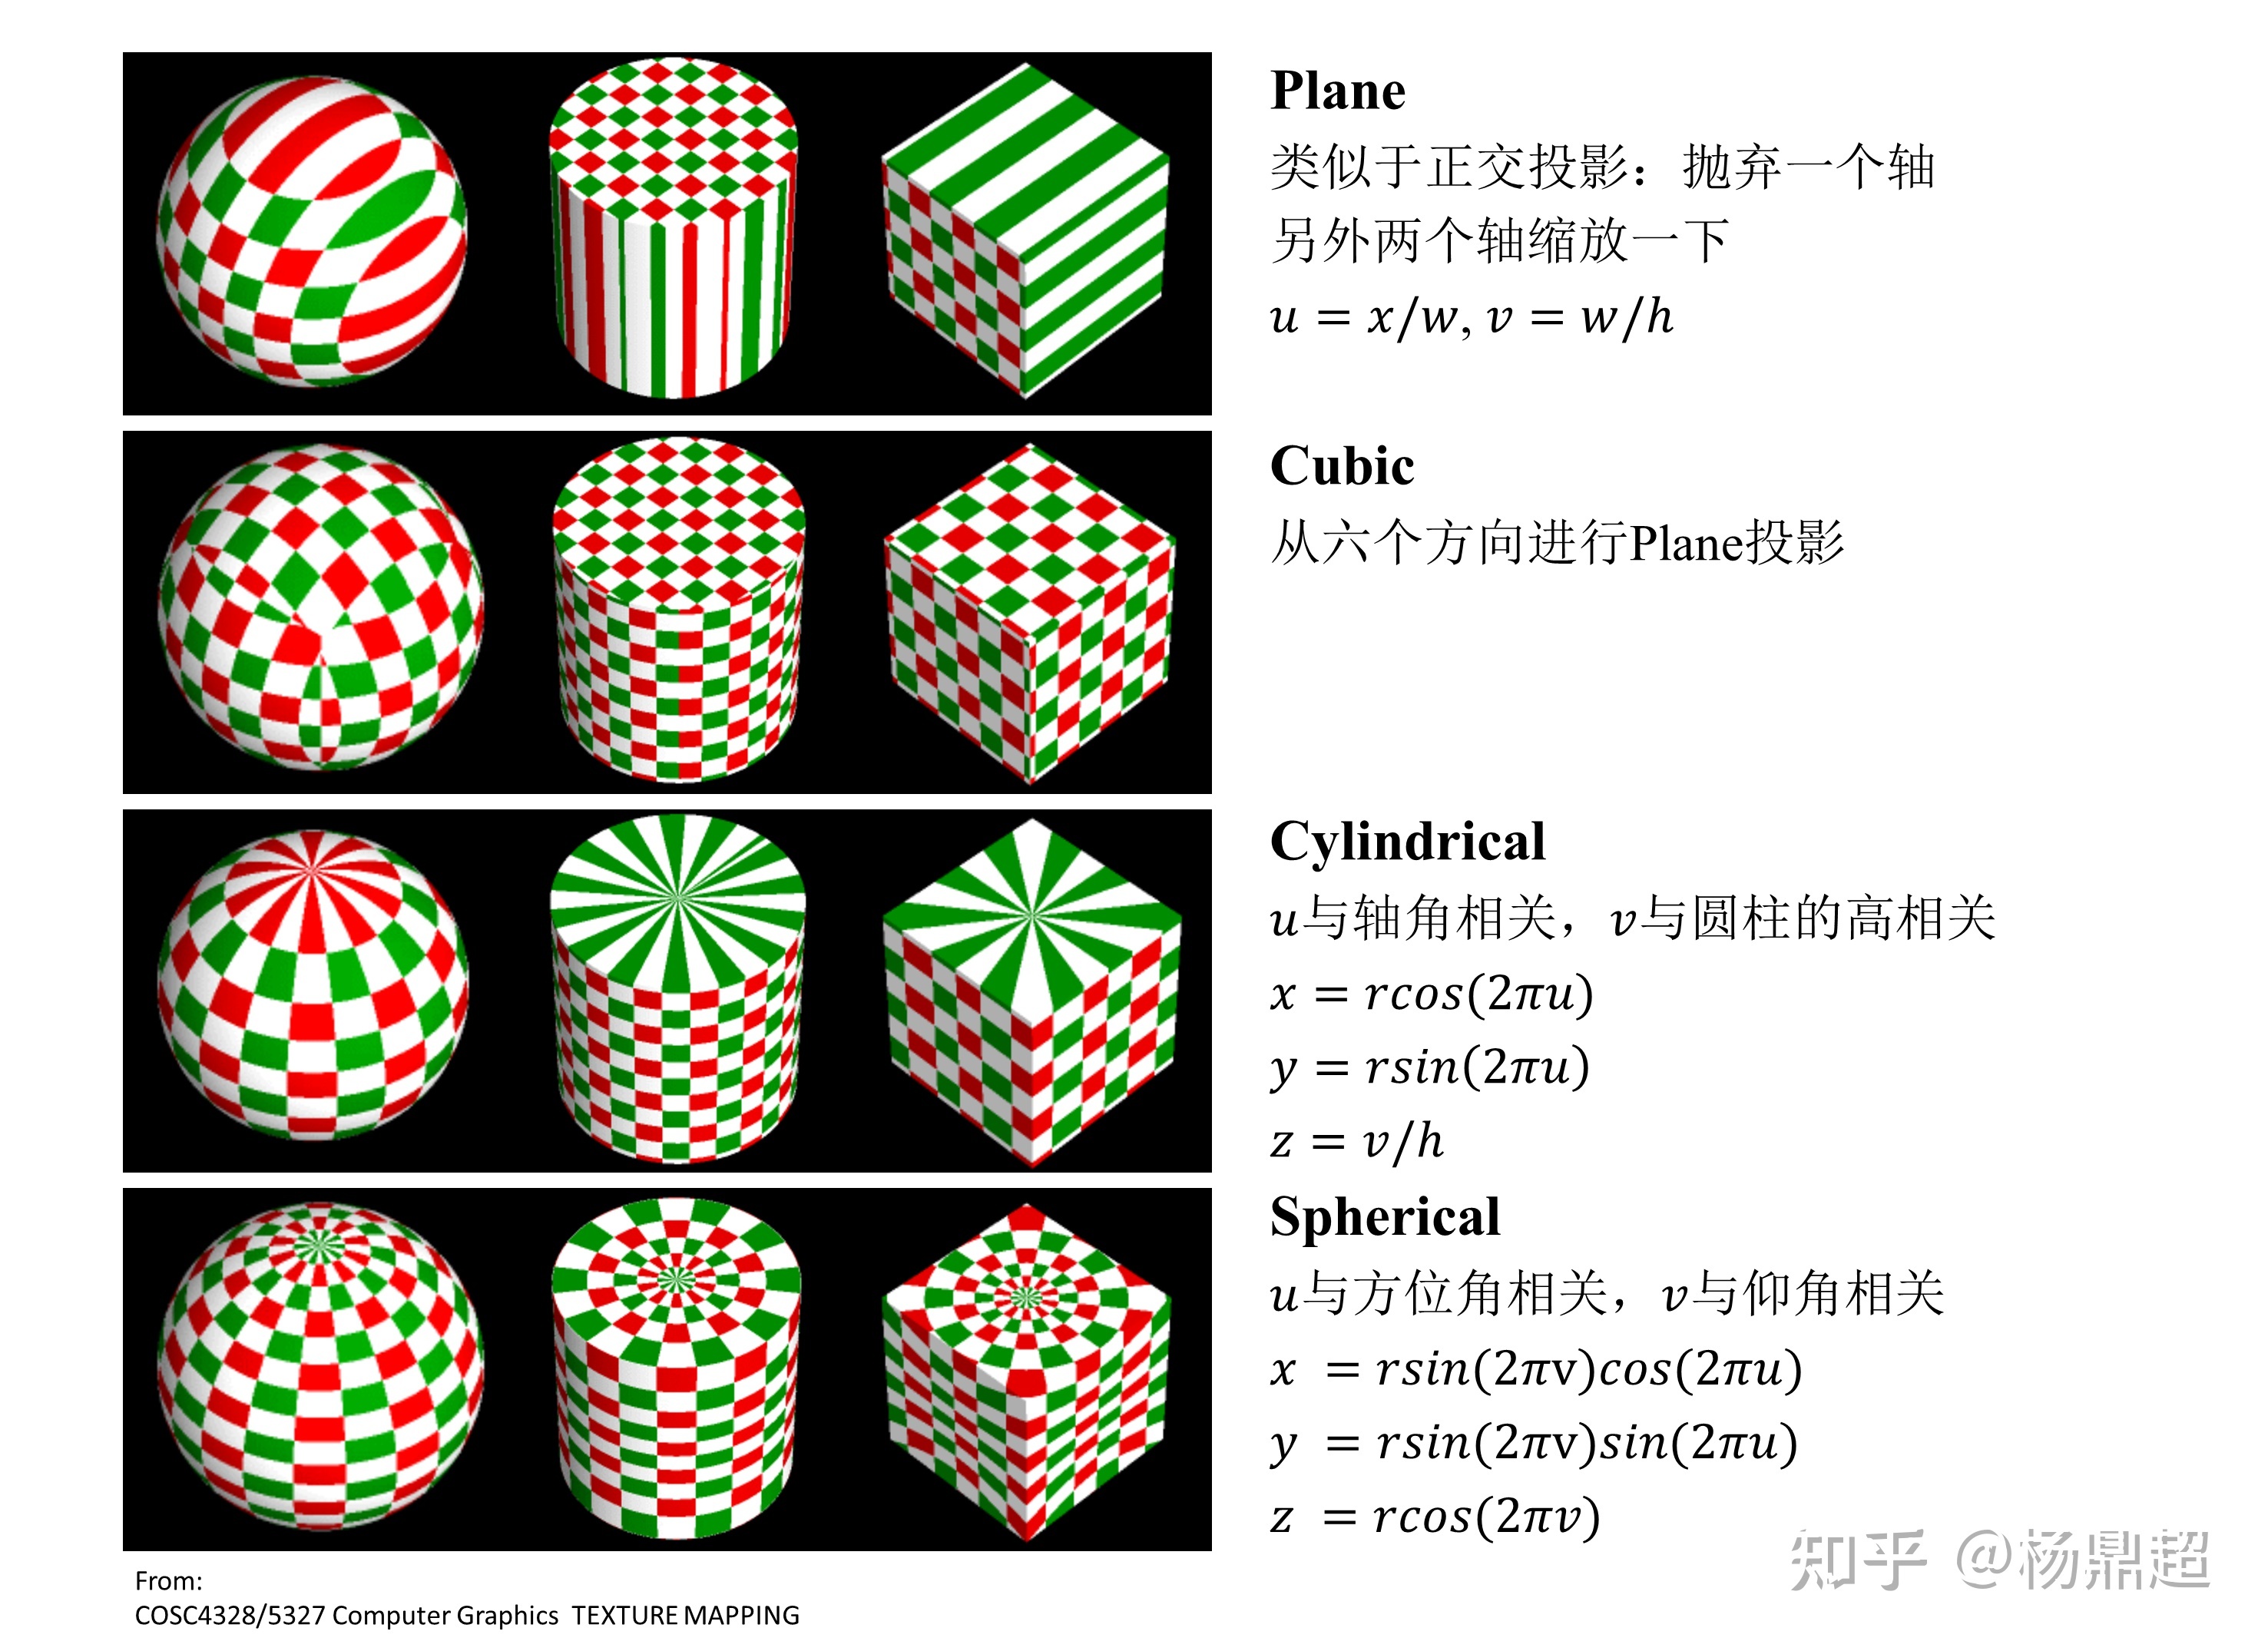 Plane
类似于正交投影：抛弃一个轴
另外两个轴缩放一下
u = x/w, v = w/h
Cubic
从六个方向进行Plane投影
Cylindrical
u与轴角相关，v与圆柱的高相关
x = rcos(2πu)
y = rsin(2πu)
z = v/h
Spherical
u与方位角相关，v与仰角相关
x = rsin(2πv)cos(2πu)
y = rsin(2πv)sin(2πu)
z = rcos(2πv)
From:
COSC4328/5327 Computer Graphics TEXTURE MAPPING
知乎 @杨鼎超